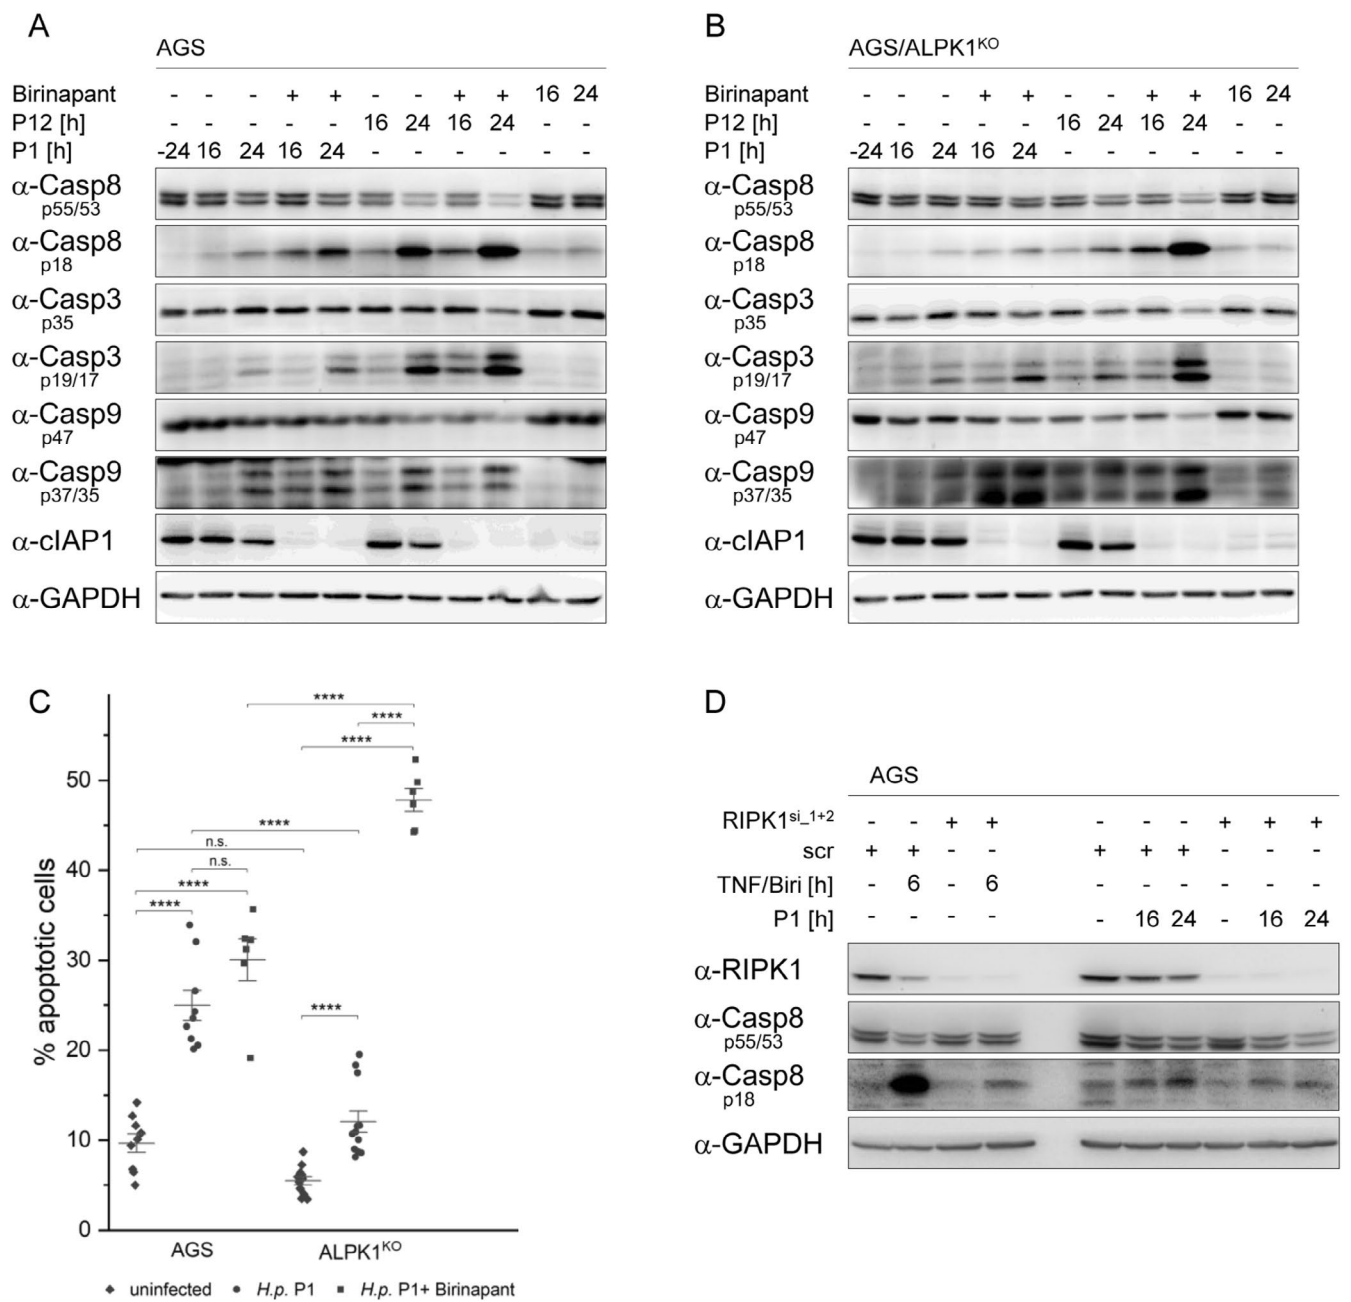 A
AGS
Birinapant - - - + + - - + + 16 24
P12 [h] - - - - - 16 24 16 24 - -
P1 [h] -24 16 24 16 24 - - - - - -
α-Casp8
p55/53
α-Casp8
p18
α-Casp3
p35
α-Casp3
p19/17
α-Casp9
p47
α-Casp9
p37/35
α-cIAP1
α-GAPDH
B
AGS/ALPK1ᴷᴼ
Birinapant - - - + + - - + + 16 24
P12 [h] - - - - - 16 24 16 24 - -
P1 [h] -24 16 24 16 24 - - - - - -
α-Casp8
p55/53
α-Casp8
p18
α-Casp3
p35
α-Casp3
p19/17
α-Casp9
p47
α-Casp9
p37/35
α-cIAP1
α-GAPDH
C
% apoptotic cells
50
40
30
20
10
0
****
****
****
****
n.s.
n.s.
****
****
****
AGS ALPK1ᴷᴼ
◆ uninfected ● H.p. P1 ■ H.p. P1+ Birinapant
D
AGS
RIPK1si_1+2 - - + + - - - + + +
scr + + - - + + + - - -
TNF/Biri [h] - 6 - 6 - - - - - -
P1 [h] - - - - - 16 24 - 16 24
α-RIPK1
α-Casp8
p55/53
α-Casp8
p18
α-GAPDH